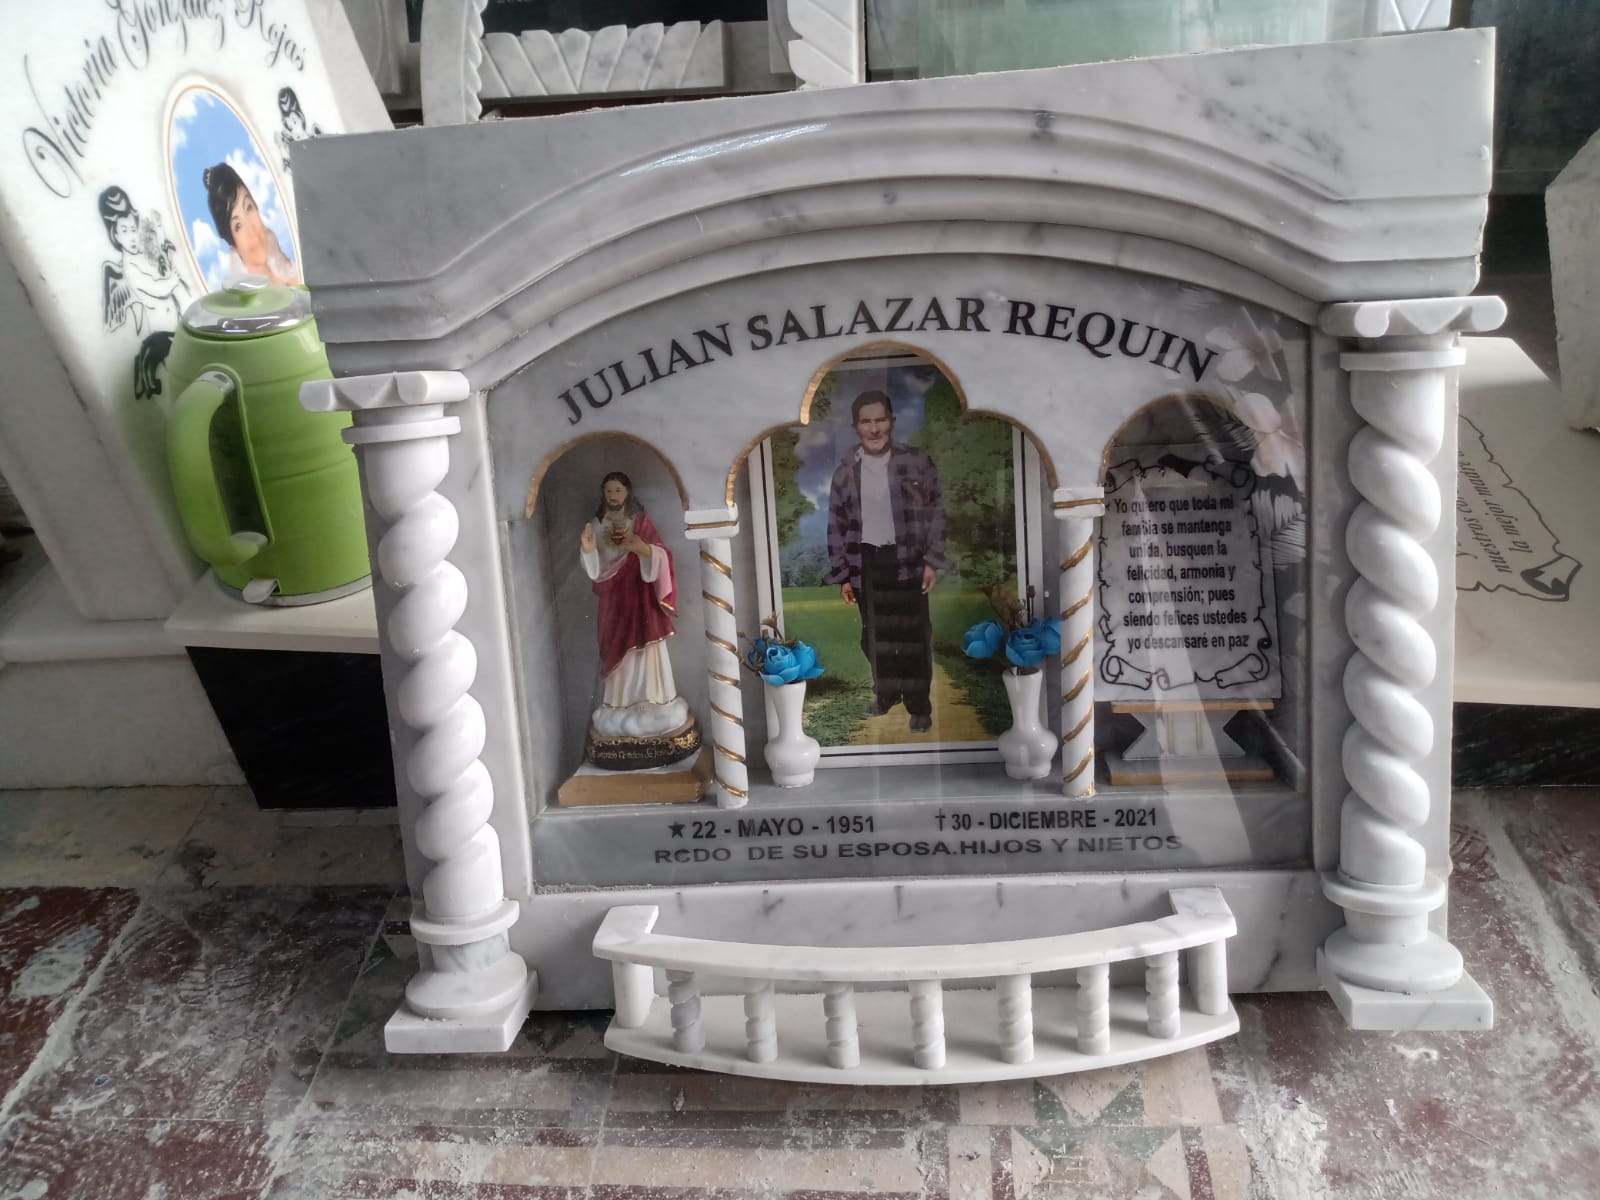 Victoria González Rojas
JULIAN SALAZAR REQUIN
Yo quiero que toda mi
familia se mantenga
unida, busquen la
felicidad, armonia y
comprensión; pues
siendo felices ustedes
yo descansaré en paz
★ 22 - MAYO - 1951 † 30 - DICIEMBRE - 2021
RCDO DE SU ESPOSA.HIJOS Y NIETOS
nuestros
la mejor madre